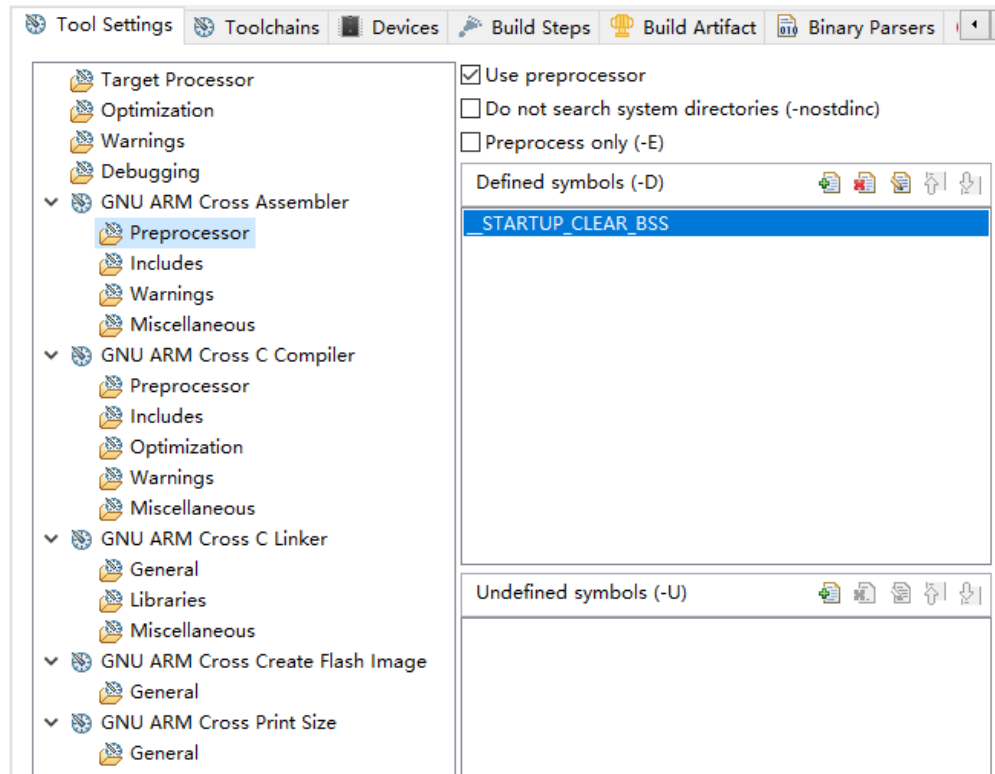 Tool Settings Toolchains Devices Build Steps Build Artifact Binary Parsers
Target Processor
Optimization
Warnings
Debugging
GNU ARM Cross Assembler
Preprocessor
Includes
Warnings
Miscellaneous
GNU ARM Cross C Compiler
Preprocessor
Includes
Optimization
Warnings
Miscellaneous
GNU ARM Cross C Linker
General
Libraries
Miscellaneous
GNU ARM Cross Create Flash Image
General
GNU ARM Cross Print Size
General
Use preprocessor
Do not search system directories (-nostdinc)
Preprocess only (-E)
Defined symbols (-D)
__STARTUP_CLEAR_BSS
Undefined symbols (-U)